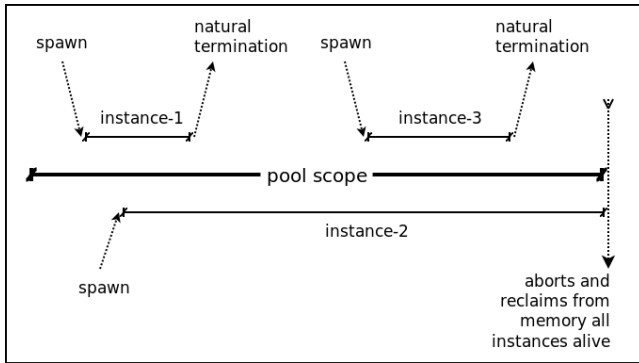 spawn
natural
termination
spawn
natural
termination
instance-1
instance-3
pool scope
instance-2
spawn
aborts and
reclaims from
memory all
instances alive